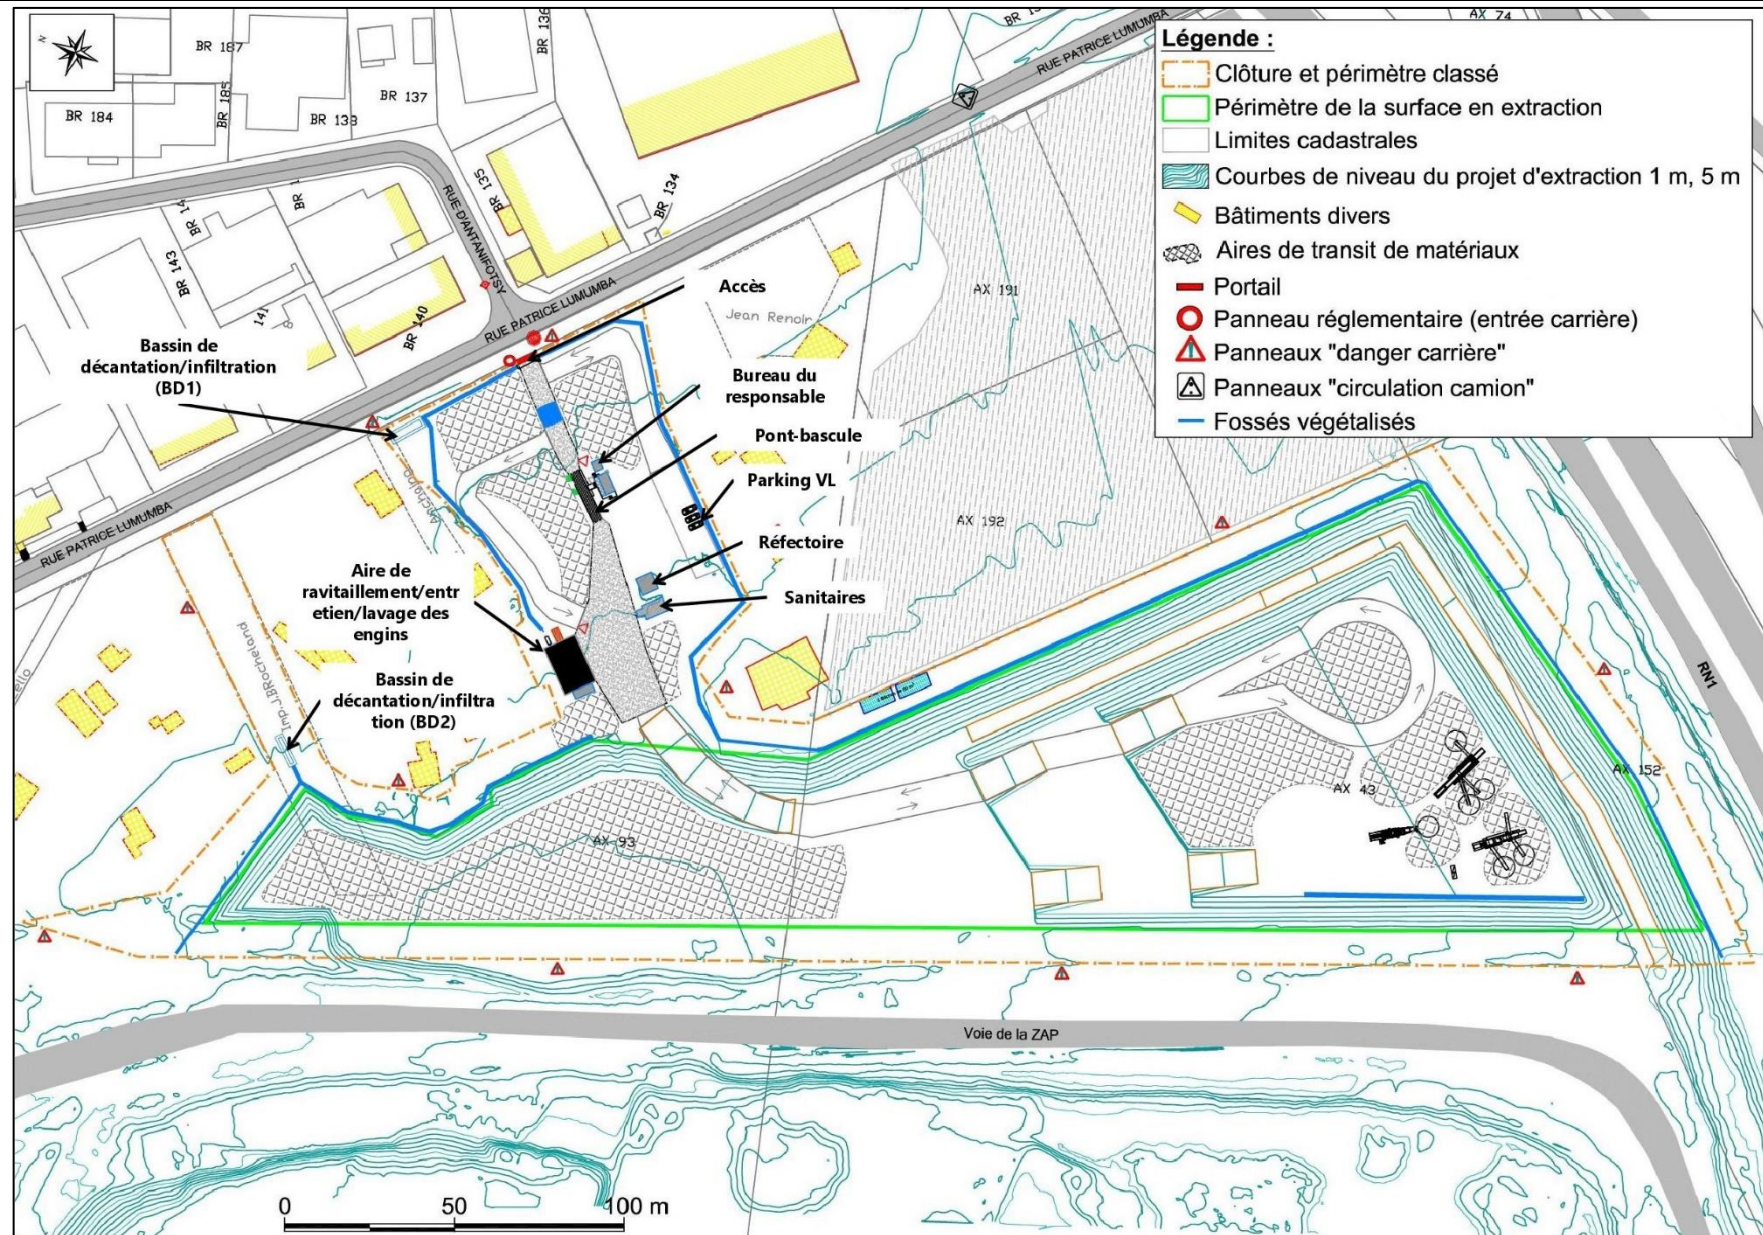 N
BR 187
BR 136
AX 74
BR 185
BR 137
BR 184
BR 133
RUE PATRICE LUMUMBA
Légende :
Clôture et périmètre classé
Périmètre de la surface en extraction
Limites cadastrales
Courbes de niveau du projet d'extraction 1 m, 5 m
Bâtiments divers
Aires de transit de matériaux
Portail
Panneau réglementaire (entrée carrière)
Panneaux "danger carrière"
Panneaux "circulation camion"
Fossés végétalisés
BR 135
BR 134
RUE D'ANTANIFOTSY
BR 143
141
BR 140
RUE PATRICE LUMUMBA
Accès
Jean Renoir
AX 191
Bassin de
décantation/infiltration
(BD1)
Bureau du
responsable
Pont-bascule
Parking VL
AX 192
RUE PATRICE LUMUMBA
Réfectoire
Sanitaires
Aire de
ravitaillement/entr
etien/lavage des
engins
Imp.J.BRocheland
Bassin de
décantation/infiltra
tion (BD2)
RN1
AX 152
AX 43
AX 93
Voie de la ZAP
0 50 100 m